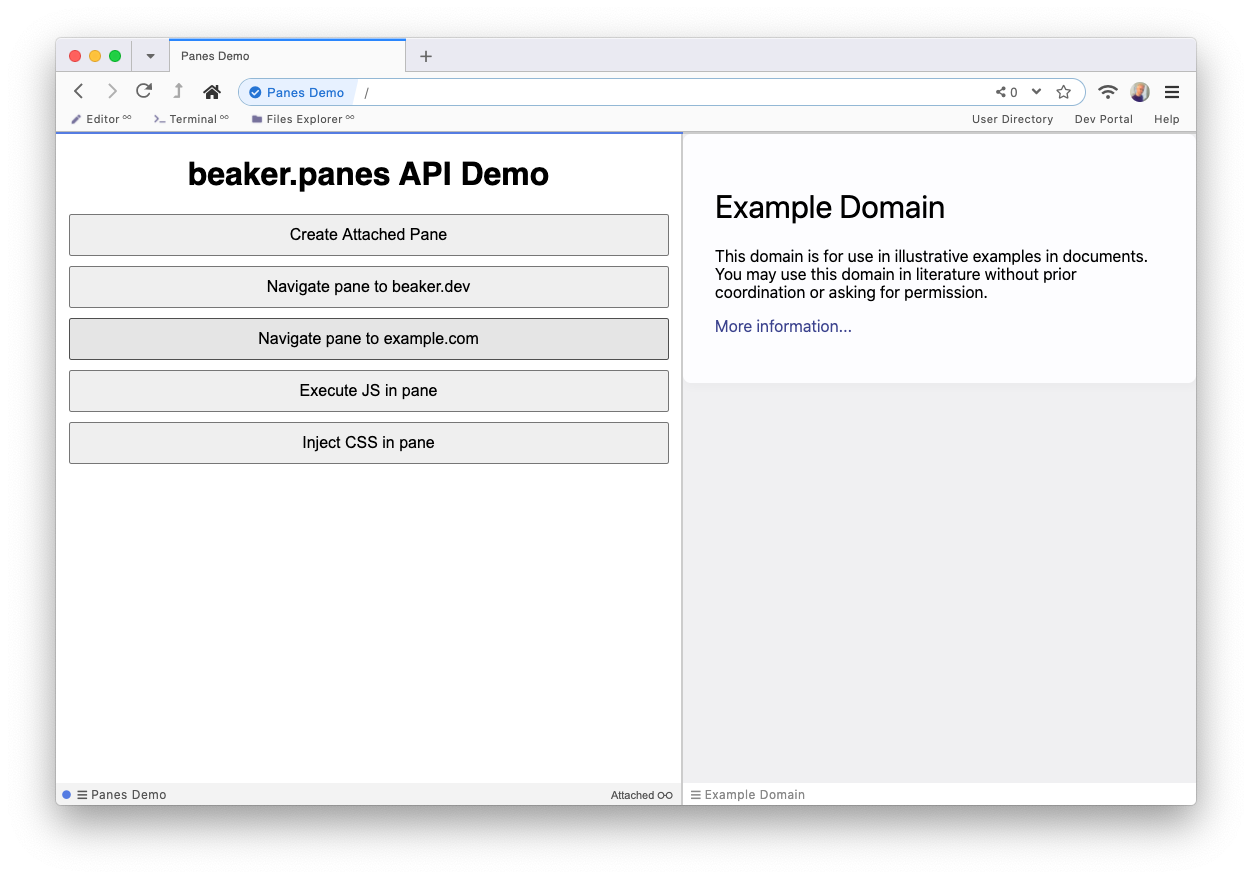 Panes Demo
Panes Demo /
0
Editor
Terminal
Files Explorer
User Directory
Dev Portal
Help
beaker.panes API Demo
Create Attached Pane
Navigate pane to beaker.dev
Navigate pane to example.com
Execute JS in pane
Inject CSS in pane
Example Domain
This domain is for use in illustrative examples in documents.
You may use this domain in literature without prior
coordination or asking for permission.
More information...
Panes Demo
Attached
Example Domain